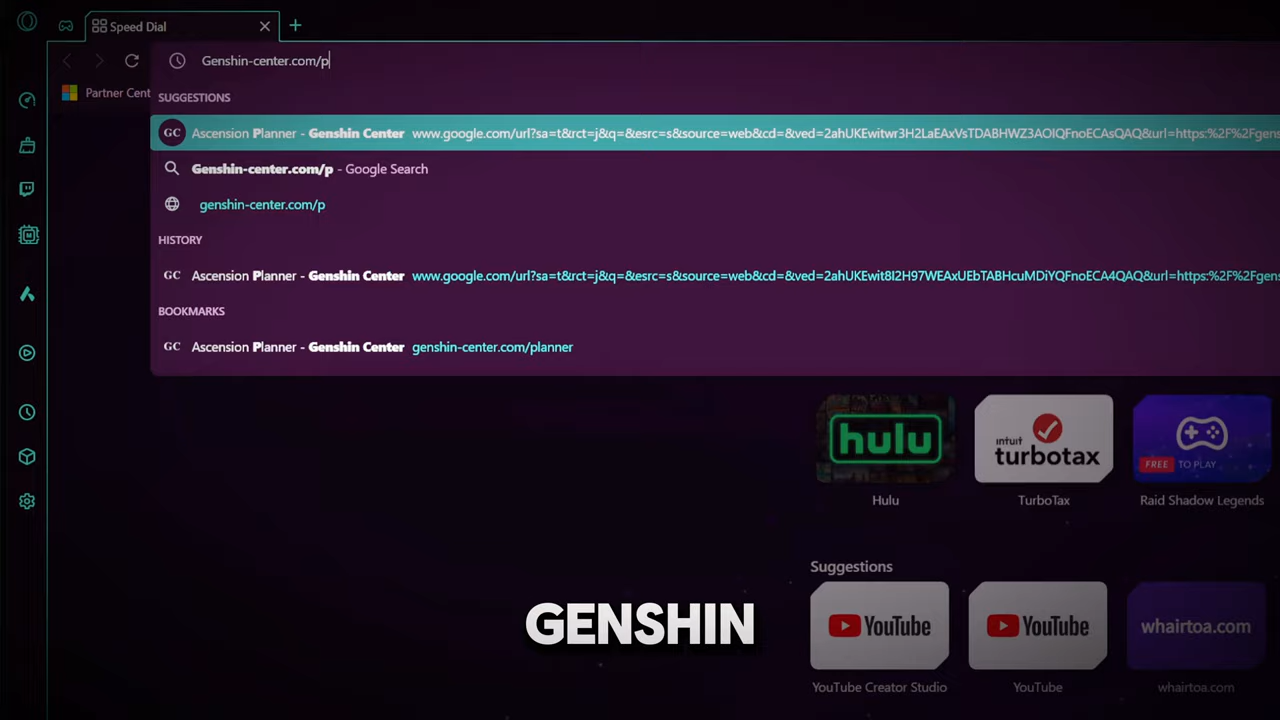 Speed Dial
Genshin-center.com/p
Partner Cent
SUGGESTIONS
GC Ascension Planner - Genshin Center www.google.com/url?sa=t&rct=j&q=&esrc=s&source=web&cd=&ved=2ahUKEwitwr3H2LaEAxVsTDABHWZ3AOIQFnoECAsQAQ&url=https:%2F%2Fgens
Genshin-center.com/p - Google Search
genshin-center.com/p
HISTORY
GC Ascension Planner - Genshin Center www.google.com/url?sa=t&rct=j&q=&esrc=s&source=web&cd=&ved=2ahUKEwit8I2H97WEAxUEbTABHcuMDiYQFnoECA4QAQ&url=https:%2F%2Fgens
BOOKMARKS
GC Ascension Planner - Genshin Center genshin-center.com/planner
hulu
intuit
turbotax
FREE TO PLAY
Hulu
TurboTax
Raid Shadow Legends
Suggestions
YouTube
YouTube
whairtoa.com
YouTube Creator Studio
YouTube
whairtoa.com
GENSHIN